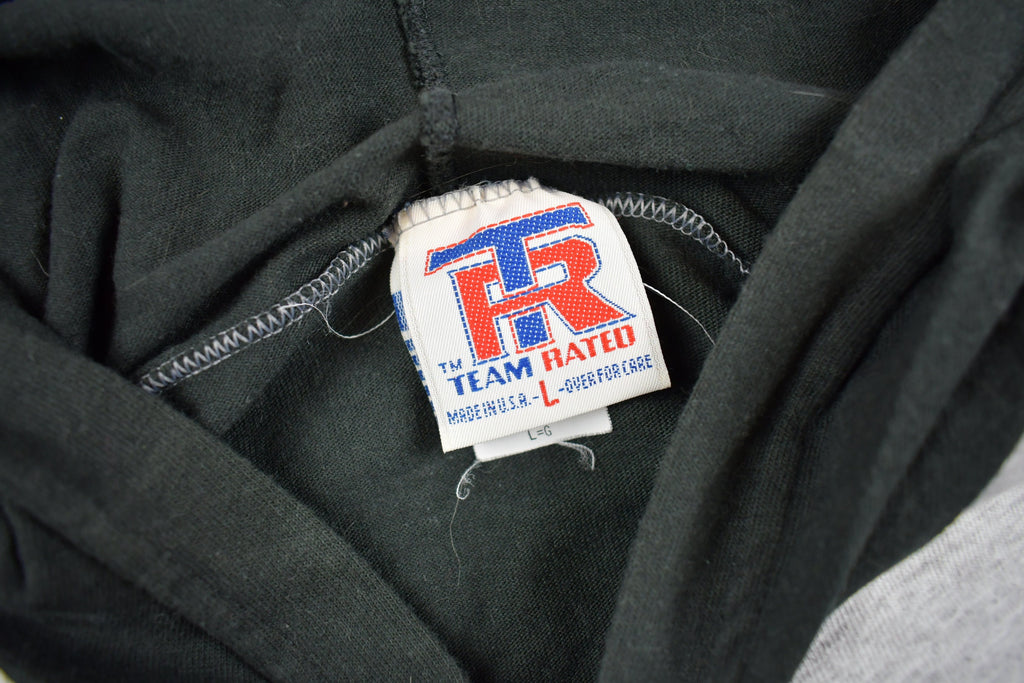 TR
™ TEAM RATED
MADE IN U.S.A.-L-OVER FOR CARE
L=G